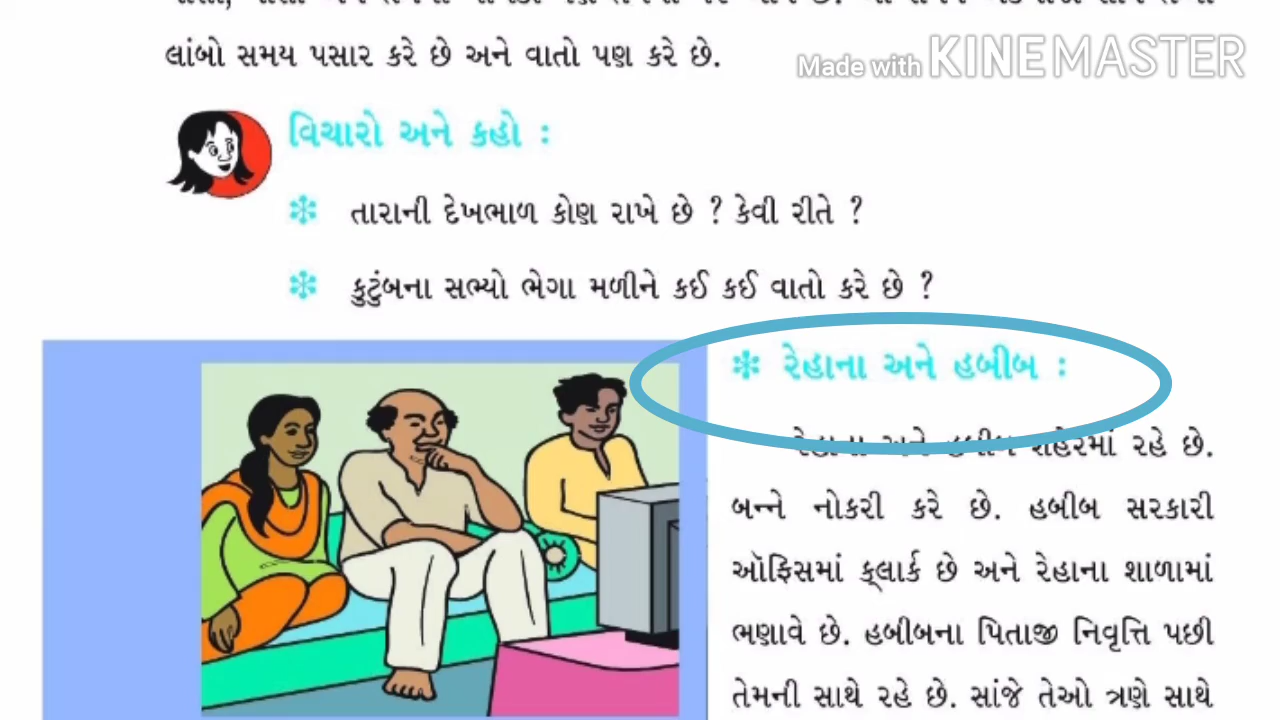 લાંબો સમય પસાર કરે છે અને વાતો પણ કરે છે.
Made with KINEMASTER
વિચારો અને કહો :
તારાની દેખભાળ કોણ રાખે છે ? કેવી રીતે ?
કુટુંબના સભ્યો ભેગા મળીને કઈ કઈ વાતો કરે છે ?
રેહાના અને હબીબ :
રેહાના અને હબીબ શહેરમાં રહે છે.
બન્ને નોકરી કરે છે. હબીબ સરકારી
ઑફિસમાં ક્લાર્ક છે અને રેહાના શાળામાં
ભણાવે છે. હબીબના પિતાજી નિવૃત્તિ પછી
તેમની સાથે રહે છે. સાંજે તેઓ ત્રણે સાથે